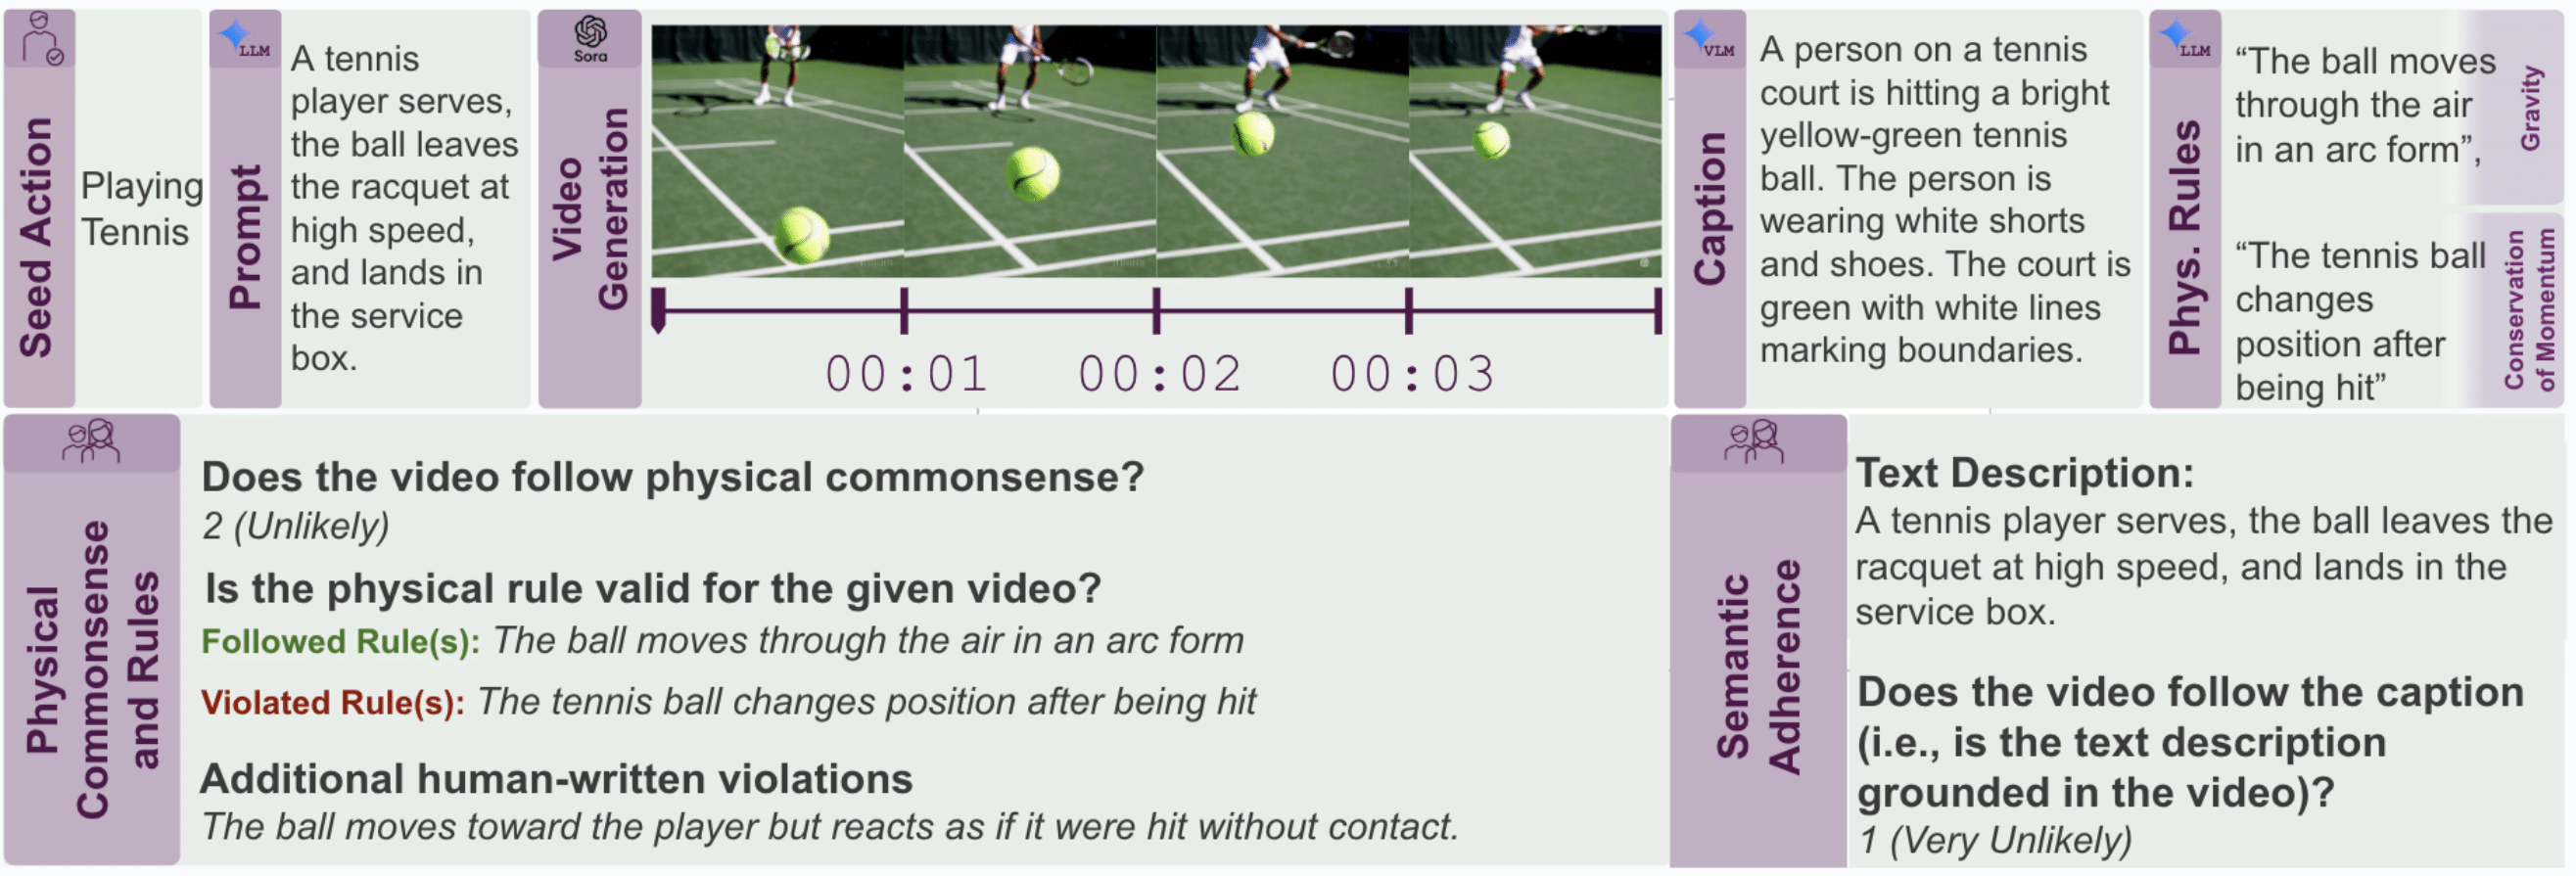 Seed Action
Playing
Tennis
LLM
Prompt
A tennis
player serves,
the ball leaves
the racquet at
high speed,
and lands in
the service
box.
Sora
Video
Generation
00:01
00:02
00:03
VLM
Caption
A person on a tennis
court is hitting a bright
yellow-green tennis
ball. The person is
wearing white shorts
and shoes. The court is
green with white lines
marking boundaries.
LLM
Phys. Rules
“The ball moves
through the air
in an arc form”,
Gravity
“The tennis ball
changes
position after
being hit”
Conservation
of Momentum
Physical
Commonsense
and Rules
Does the video follow physical commonsense?
2 (Unlikely)
Is the physical rule valid for the given video?
Followed Rule(s): The ball moves through the air in an arc form
Violated Rule(s): The tennis ball changes position after being hit
Additional human-written violations
The ball moves toward the player but reacts as if it were hit without contact.
Semantic
Adherence
Text Description:
A tennis player serves, the ball leaves the
racquet at high speed, and lands in the
service box.
Does the video follow the caption
(i.e., is the text description
grounded in the video)?
1 (Very Unlikely)